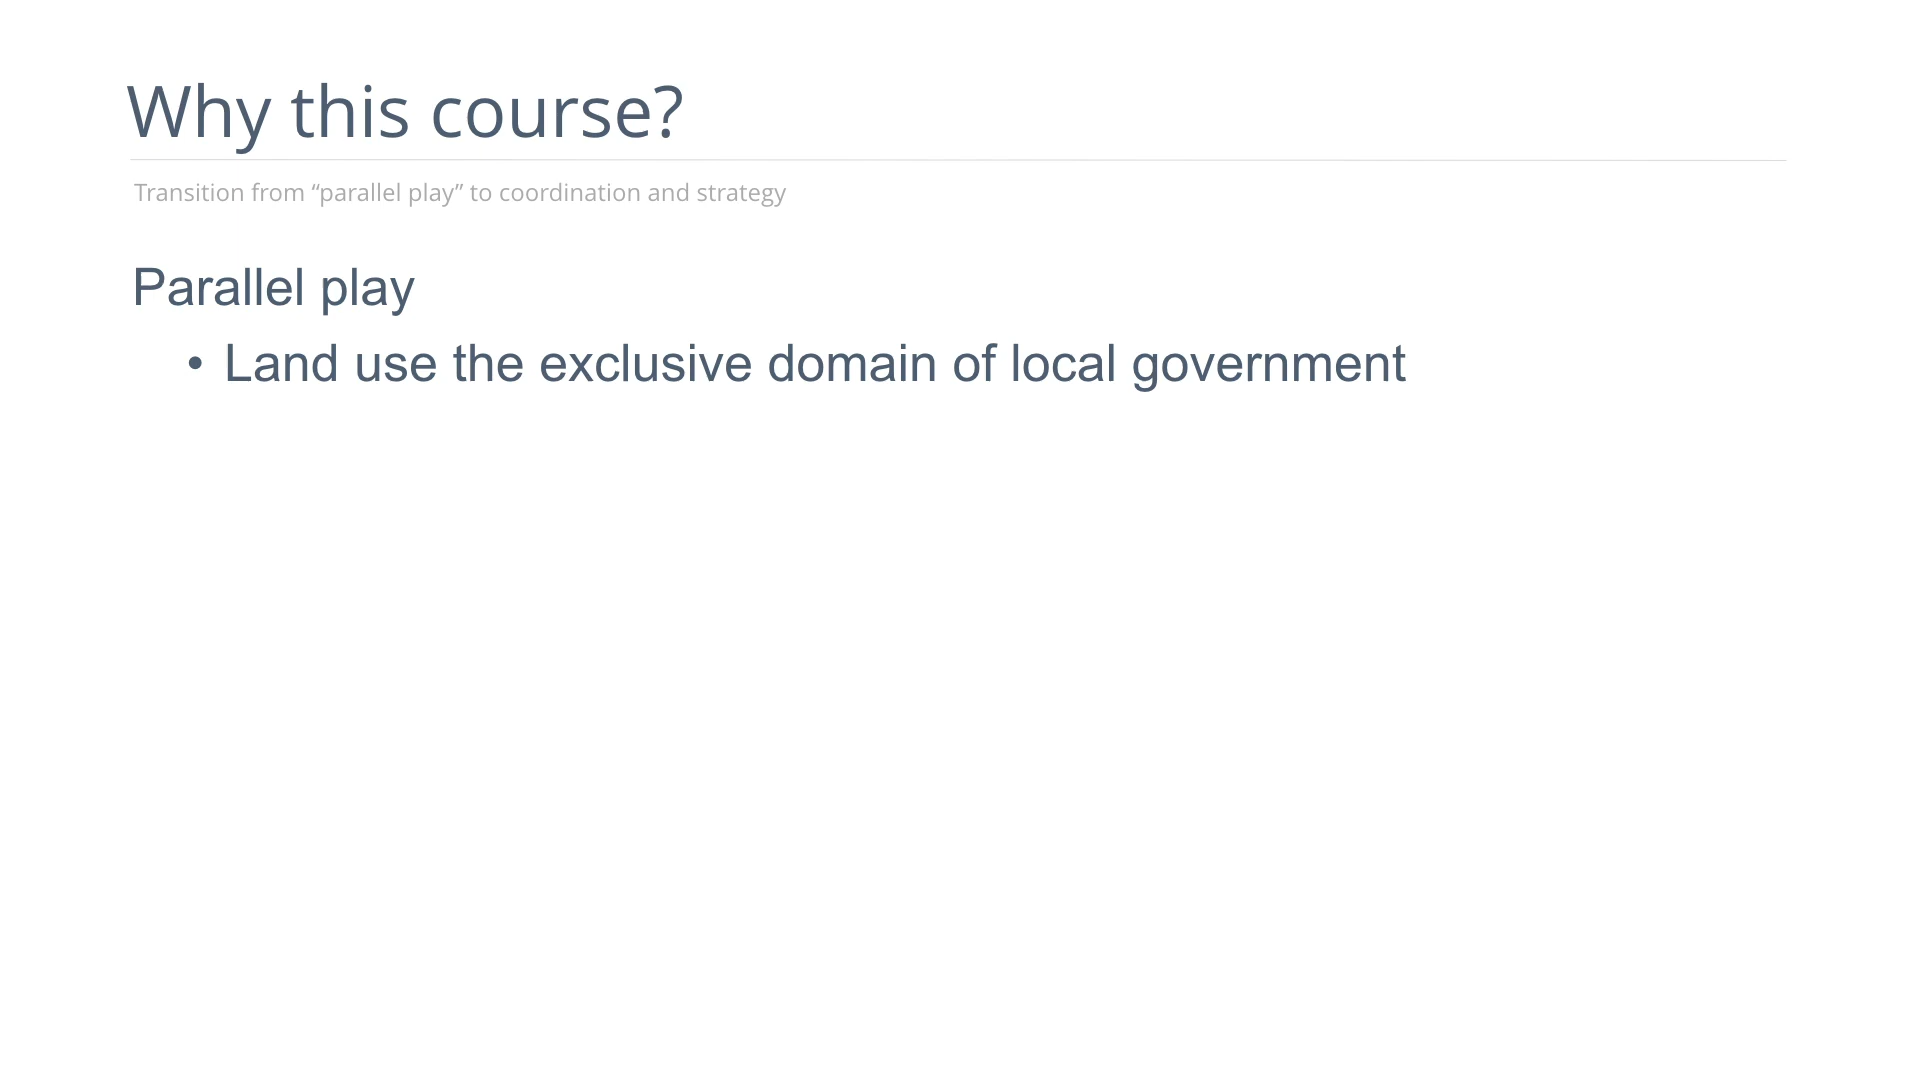 Why this course?
Transition from “parallel play” to coordination and strategy
Parallel play
• Land use the exclusive domain of local government